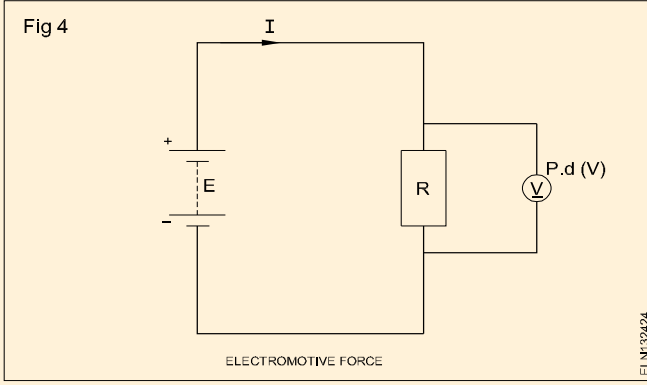 Fig 4
I
+
E
R
P.d (V)
V
–
ELECTROMOTIVE FORCE
ELN132424